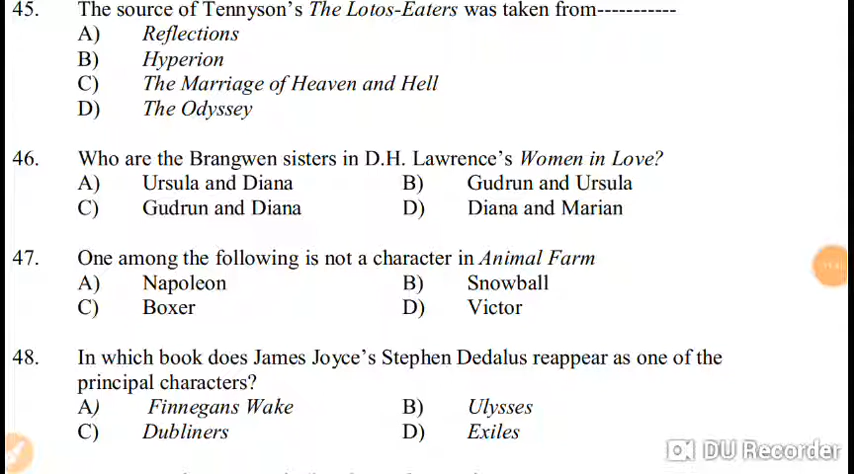 45. The source of Tennyson's The Lotos-Eaters was taken from-----------
A) Reflections
B) Hyperion
C) The Marriage of Heaven and Hell
D) The Odyssey
46. Who are the Brangwen sisters in D.H. Lawrence's Women in Love?
A) Ursula and Diana B) Gudrun and Ursula
C) Gudrun and Diana D) Diana and Marian
47. One among the following is not a character in Animal Farm
A) Napoleon B) Snowball
C) Boxer D) Victor
48. In which book does James Joyce's Stephen Dedalus reappear as one of the
principal characters?
A) Finnegans Wake B) Ulysses
C) Dubliners D) Exiles
DU Recorder